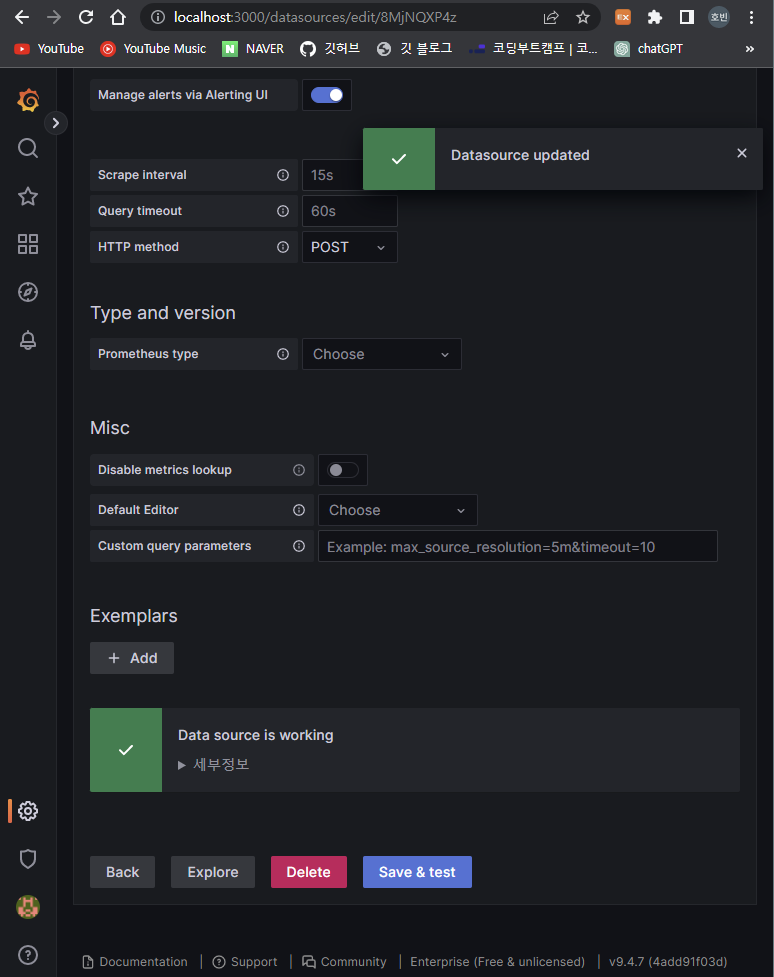 localhost:3000/datasources/edit/8MjNQXP4z
호빈
YouTube YouTube Music NAVER 깃허브 깃 블로그 코딩부트캠프 | 코... chatGPT »
Manage alerts via Alerting UI
Datasource updated
Scrape interval 15s
Query timeout 60s
HTTP method POST
Type and version
Prometheus type Choose
Misc
Disable metrics lookup
Default Editor Choose
Custom query parameters Example: max_source_resolution=5m&timeout=10
Exemplars
+ Add
Data source is working
▶ 세부정보
Back Explore Delete Save & test
Documentation | Support | Community | Enterprise (Free & unlicensed) | v9.4.7 (4add91f03d)